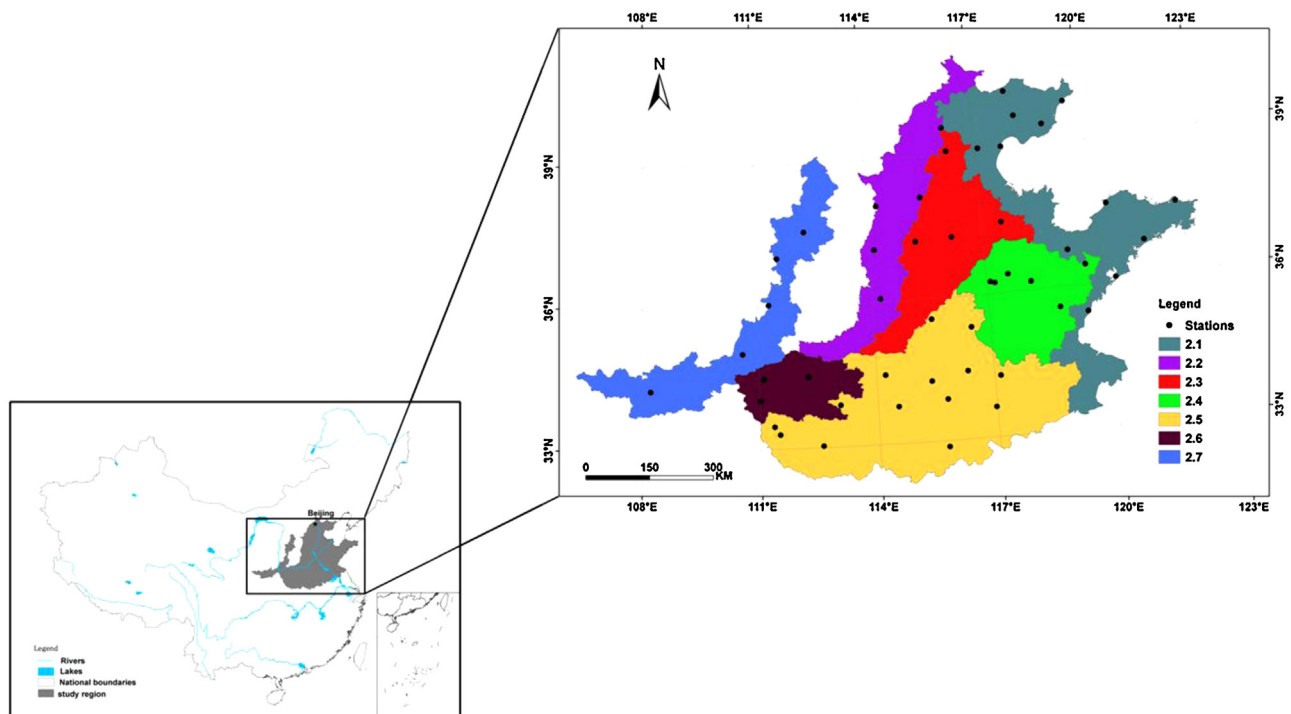 108°E 111°E 114°E 117°E 120°E 123°E
N
39°N
36°N
33°N
39°N
36°N
33°N
Legend
Stations
2.1
2.2
2.3
2.4
2.5
2.6
2.7
0 150 300
KM
108°E 111°E 114°E 117°E 120°E 123°E
Beijing
Legend
Rivers
Lakes
National boundaries
study region